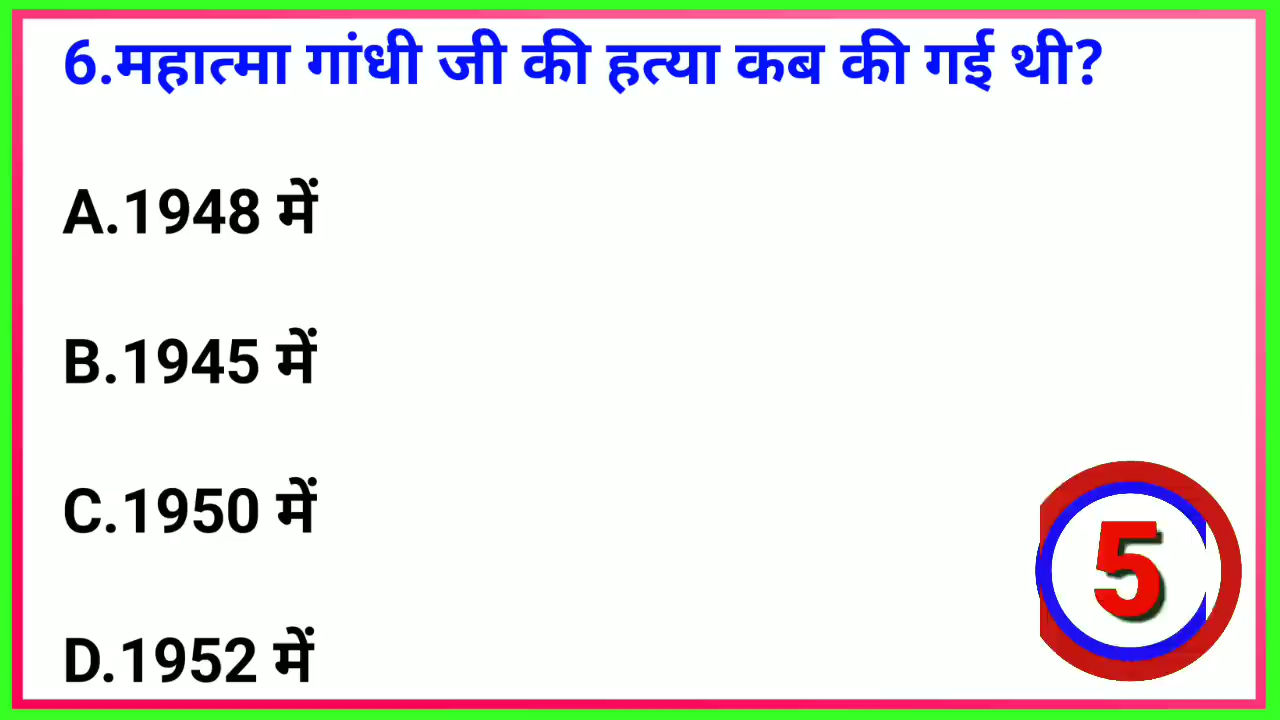 6.महात्मा गांधी जी की हत्या कब की गई थी?
A.1948 में
B.1945 में
C.1950 में
5
D.1952 में